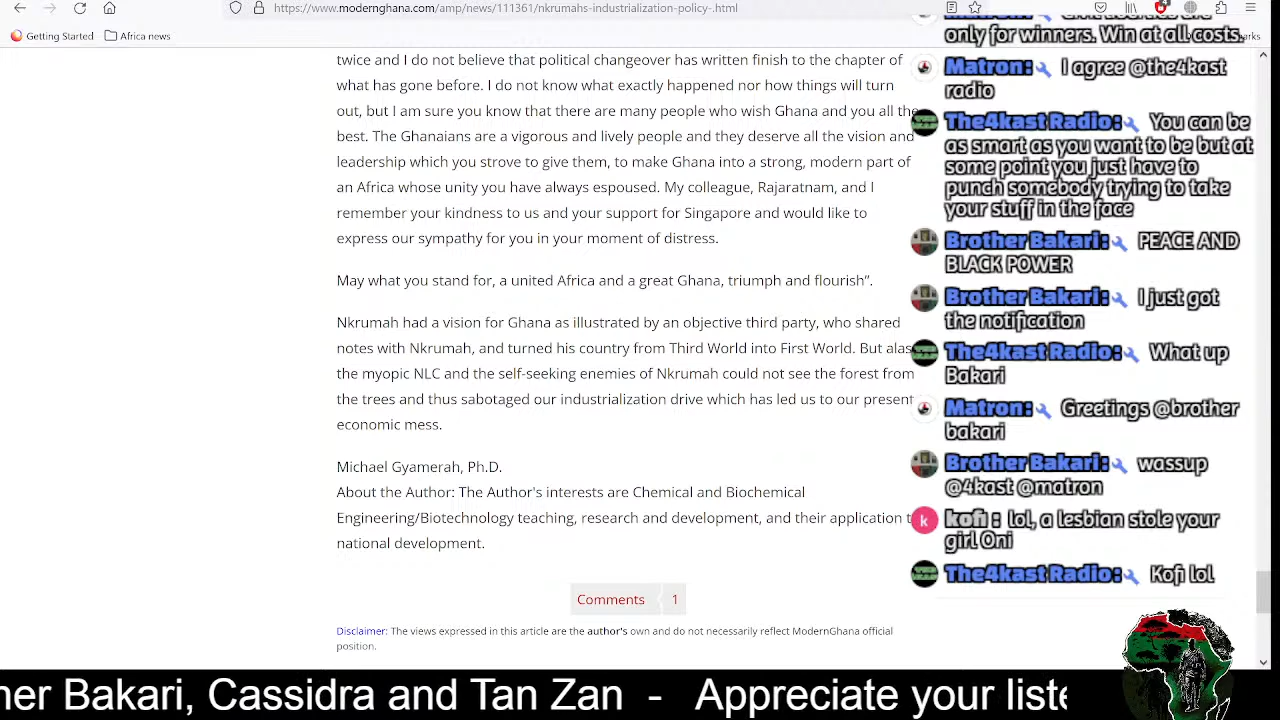 https://www.modernghana.com/amp/news/111361/nkrumahs-industrialization-policy-.html
Getting Started
Africa news
twice and I do not believe that political changeover has written finish to the chapter of
what has gone before. I do not know what exactly happened nor how things will turn
out, but I am sure you know that there are many people who wish Ghana and you all the
best. The Ghanaians are a vigorous and lively people and they deserve all the vision and
leadership which you strove to give them, to make Ghana into a strong, modern part of
an Africa whose unity you have always espoused. My colleague, Rajaratnam, and I
remember your kindness to us and your support for Singapore and would like to
express our sympathy for you in your moment of distress.
May what you stand for, a united Africa and a great Ghana, triumph and flourish”.
Nkrumah had a vision for Ghana as illustrated by an objective third party, who shared
notes with Nkrumah, and turned his country from Third World into First World. But alas
the myopic NLC and the self-seeking enemies of Nkrumah could not see the forest from
the trees and thus sabotaged our industrialization drive which has led us to our present
economic mess.
Michael Gyamerah, Ph.D.
About the Author: The Author's interests are Chemical and Biochemical
Engineering/Biotechnology teaching, research and development, and their application t
national development.
Comments 1
Disclaimer: The views expressed in this article are the author's own and do not necessarily reflect ModernGhana official
position.
only for winners. Win at all costs.
Matron: I agree @the4kast
radio
The4kast Radio: You can be
as smart as you want to be but at
some point you just have to
punch somebody trying to take
your stuff in the face
Brother Bakari: PEACE AND
BLACK POWER
Brother Bakari: I just got
the notification
The4kast Radio: What up
Bakari
Matron: Greetings @brother
bakari
Brother Bakari: wassup
@4kast @matron
k
kofi : lol, a lesbian stole your
girl Oni
The4kast Radio: Kofi lol
her Bakari, Cassidra and Tan Zan - Appreciate your liste